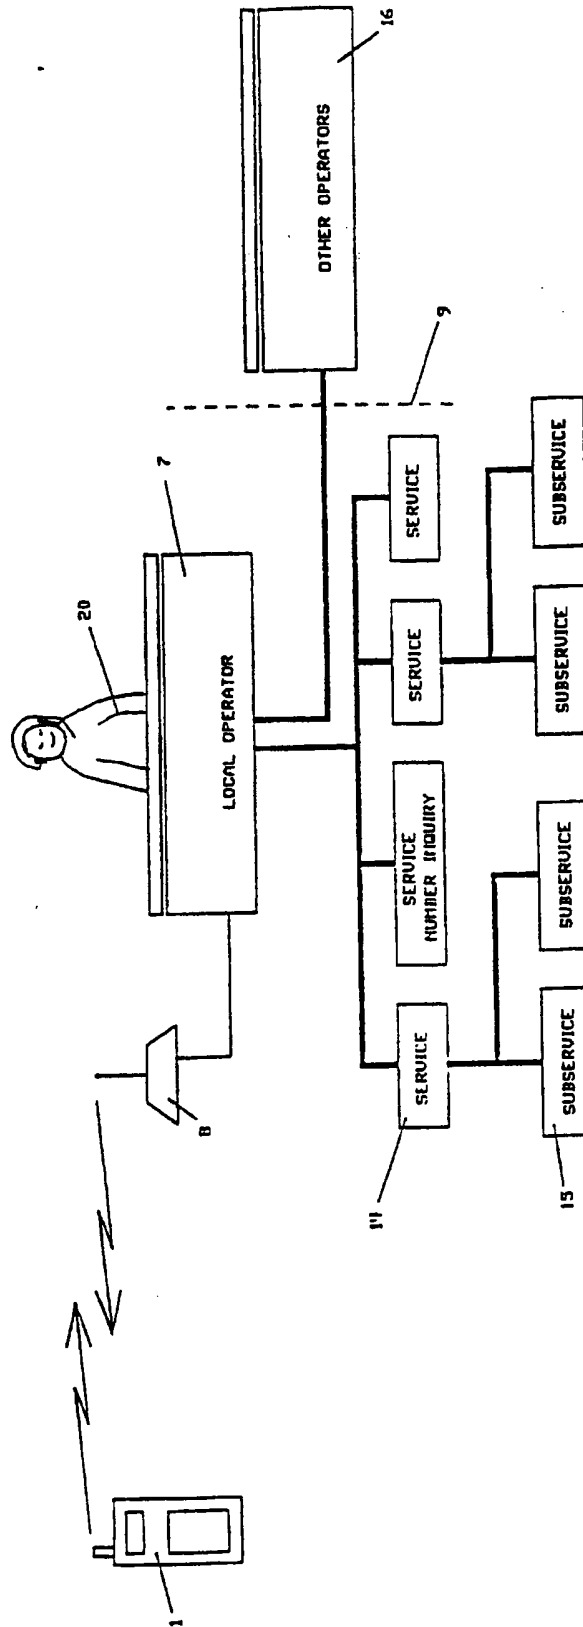 16
OTHER OPERATORS
20
7
LOCAL OPERATOR
8
1
9
SERVICE
SERVICE
NUMBER INQUIRY
SERVICE
SERVICE
14
SUBSERVICE
SUBSERVICE
SUBSERVICE
SUBSERVICE
15